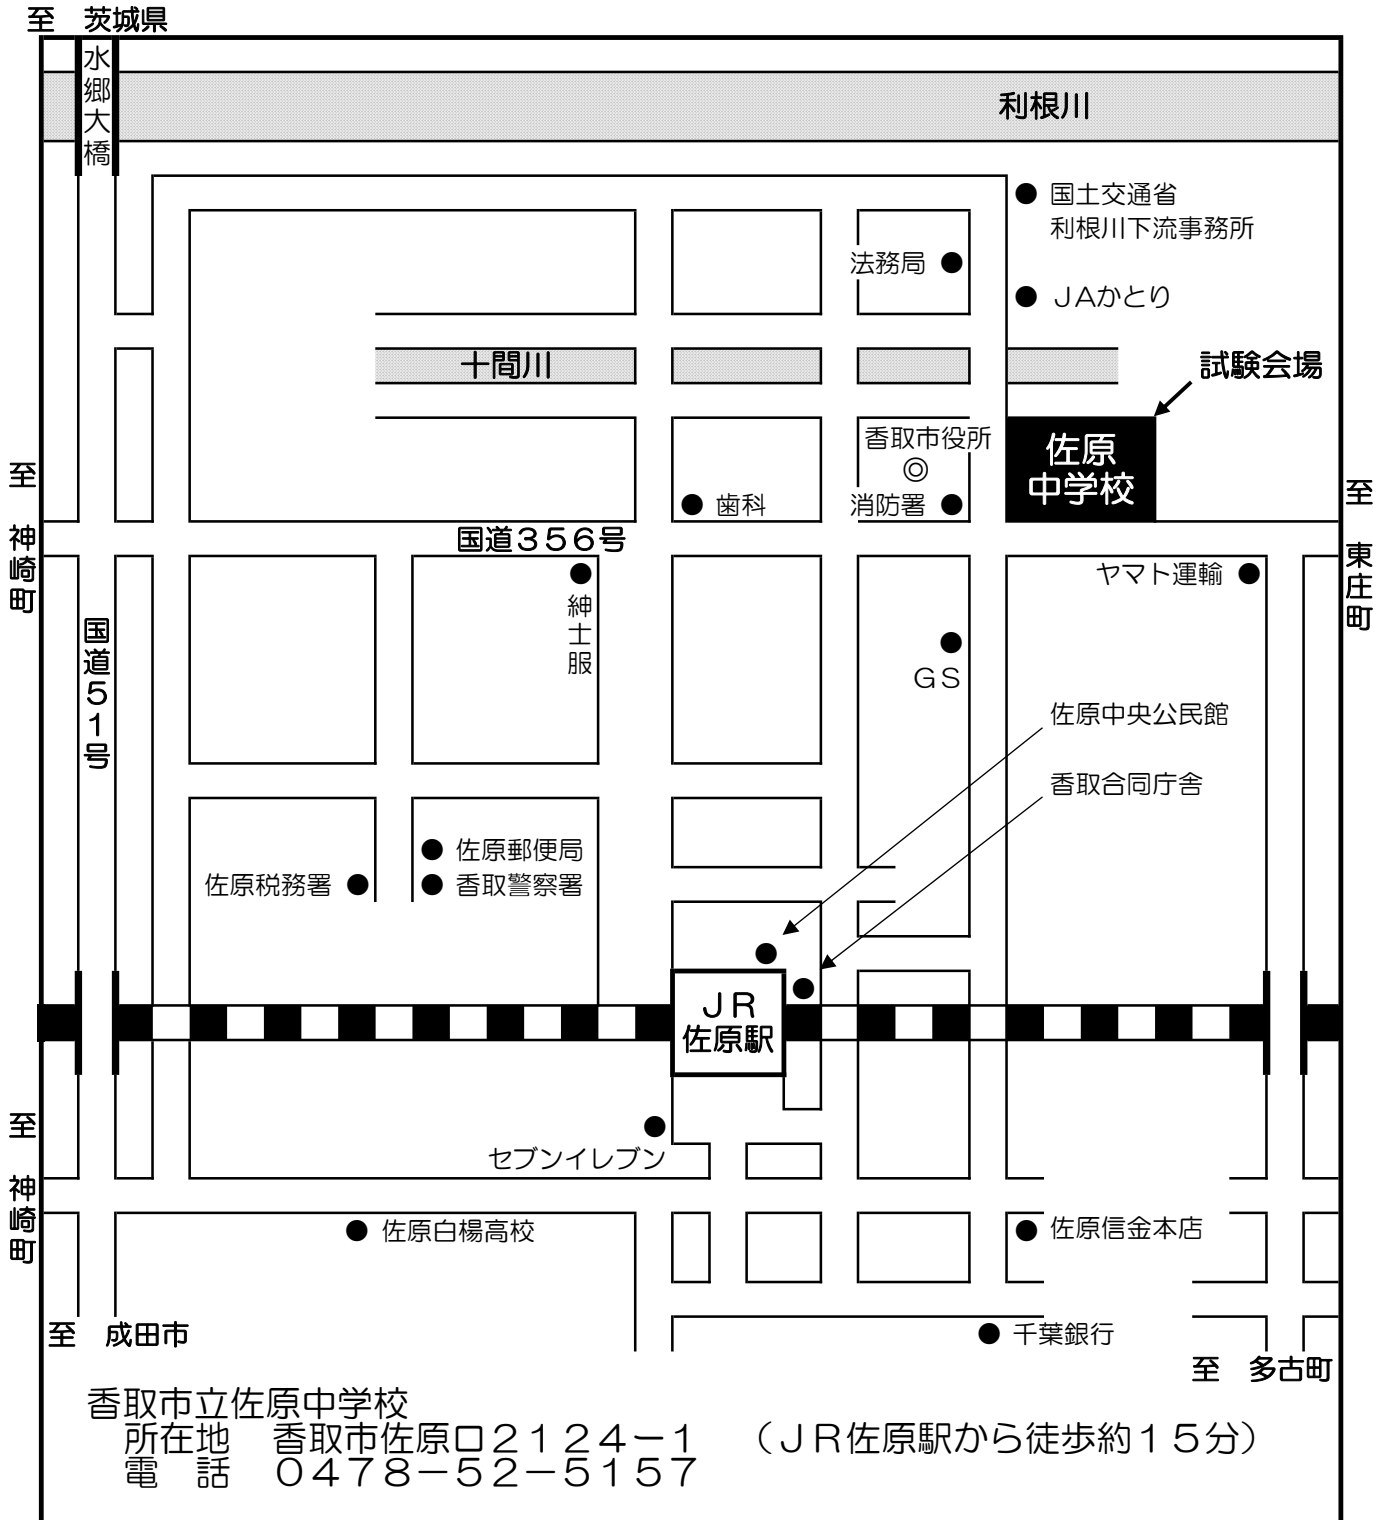 至　茨城県
水郷大橋
利根川
国土交通省
利根川下流事務所
法務局
ＪＡかとり
十間川
試験会場
香取市役所
佐原
中学校
至　神崎町
歯科
消防署
至　東庄町
国道３５６号
ヤマト運輸
紳士服
国道５１号
ＧＳ
佐原中央公民館
香取合同庁舎
佐原郵便局
佐原税務署
香取警察署
ＪＲ
佐原駅
至　神崎町
セブンイレブン
佐原白楊高校
佐原信金本店
至　成田市
千葉銀行
至　多古町
香取市立佐原中学校
所在地　香取市佐原ロ２１２４－１　（ＪＲ佐原駅から徒歩約１５分）
電　話　０４７８－５２－５１５７